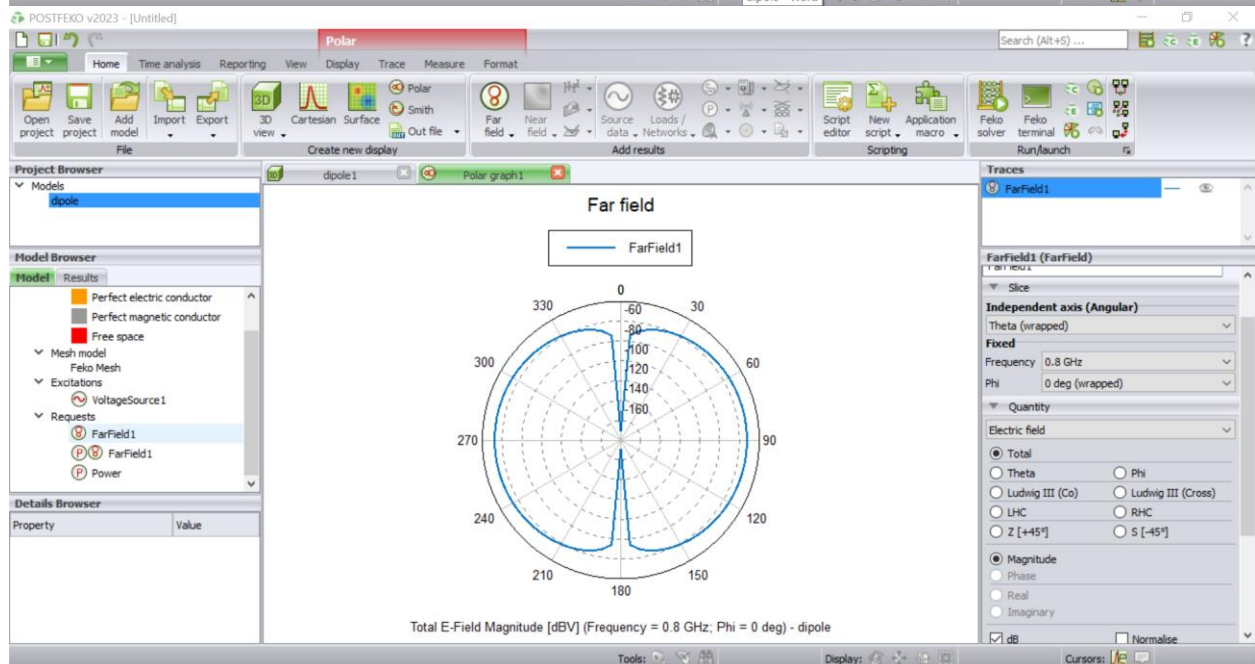 dipole - Word
POSTFEKO v2023 - [Untitled]
Polar
Search (Alt+S) ...
Home Time analysis Reporting View Display Trace Measure Format
Open project
Save project
Add model
Import
Export
3D view
Cartesian
Surface
Polar
Smith
Out file
Far field
Near field
Source data
Loads / Networks
Script editor
New script
Application macro
Feko solver
Feko terminal
File
Create new display
Add results
Scripting
Run/launch
Project Browser
Models
dipole
Model Browser
Model Results
Perfect electric conductor
Perfect magnetic conductor
Free space
Mesh model
Feko Mesh
Excitations
VoltageSource1
Requests
FarField1
FarField1
Power
Details Browser
Property Value
dipole1
Polar graph1
Far field
FarField1
0
30
60
90
120
150
180
210
240
270
300
330
-60
-80
-100
-120
-140
-160
Total E-Field Magnitude [dBV] (Frequency = 0.8 GHz; Phi = 0 deg) - dipole
Traces
FarField1
FarField1 (FarField)
Slice
Independent axis (Angular)
Theta (wrapped)
Fixed
Frequency 0.8 GHz
Phi 0 deg (wrapped)
Quantity
Electric field
Total
Theta Phi
Ludwig III (Co) Ludwig III (Cross)
LHC RHC
Z [+45º] S [-45º]
Magnitude
Phase
Real
Imaginary
dB Normalise
Tools: Display: Cursors: